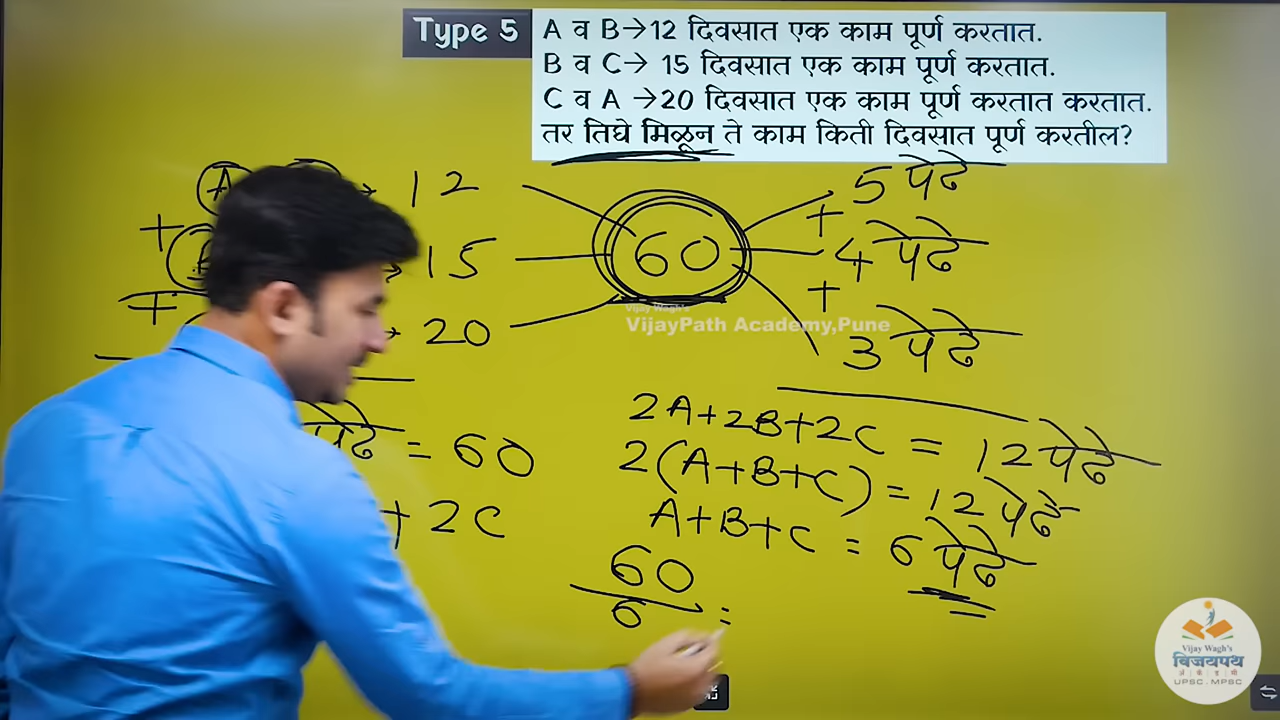 Type 5
A व B→12 दिवसात एक काम पूर्ण करतात.
B व C→ 15 दिवसात एक काम पूर्ण करतात.
C व A →20 दिवसात एक काम पूर्ण करतात करतात.
तर तिघे मिळून ते काम किती दिवसात पूर्ण करतील?
A → 12 60 5 पेढे
+ → 15 + 4 पेढे
+ → 20 + 3 पेढे
Vijay Wagh's
VijayPath Academy,Pune
2A+2B+2C = 12 पेढे
पेढे = 60 2(A+B+C) = 12 पेढे
+ 2C A+B+C = 6 पेढे
60
6 =
Vijay Wagh's
विजयपथ
UPSC - MPSC